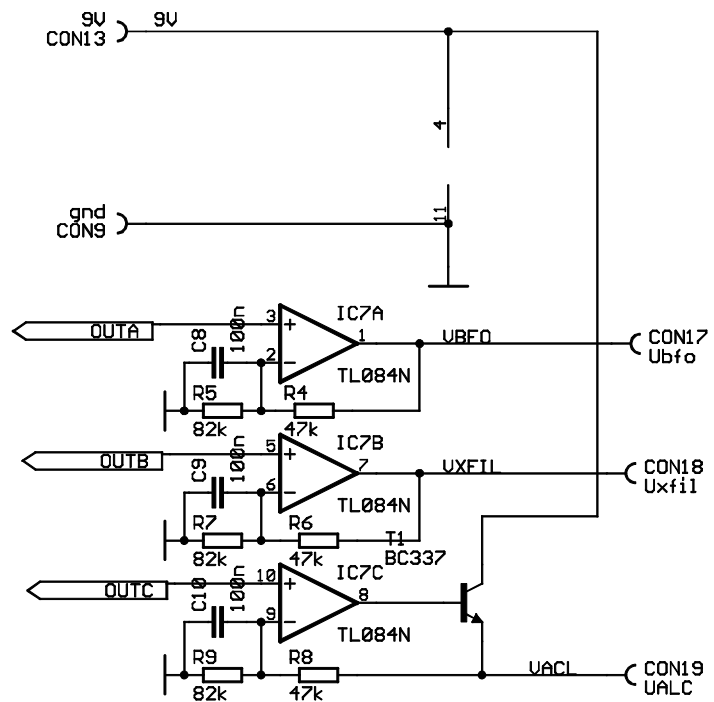 9V
CON13
9V
4
gnd
CON9
11
OUTA
C8
100n
3
2
1
IC7A
TL084N
VBFO
CON17
Ubfo
R5
82k
R4
47k
OUTB
C9
100n
5
6
7
IC7B
TL084N
VXFIL
CON18
Uxfil
R7
82k
R6
47k
T1
BC337
OUTC
C10
100n
10
9
8
IC7C
TL084N
R9
82k
R8
47k
VACL
CON19
UALC